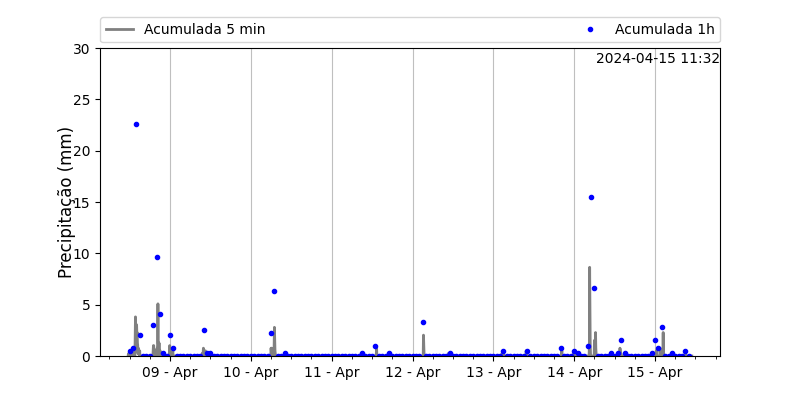 Acumulada 5 min
Acumulada 1h
2024-04-15 11:32
Precipitação (mm)
30
25
20
15
10
5
0
09 - Apr
10 - Apr
11 - Apr
12 - Apr
13 - Apr
14 - Apr
15 - Apr